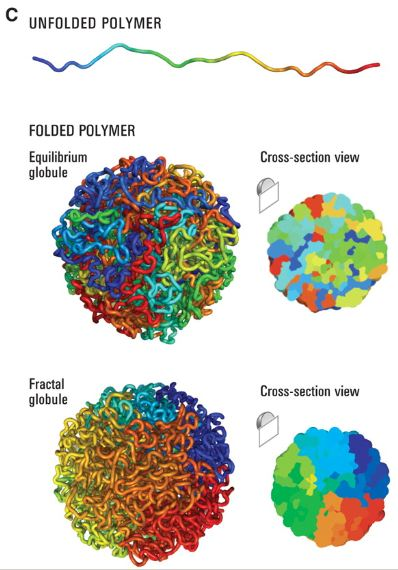 C
UNFOLDED POLYMER
FOLDED POLYMER
Equilibrium
globule
Cross-section view
Fractal
globule
Cross-section view